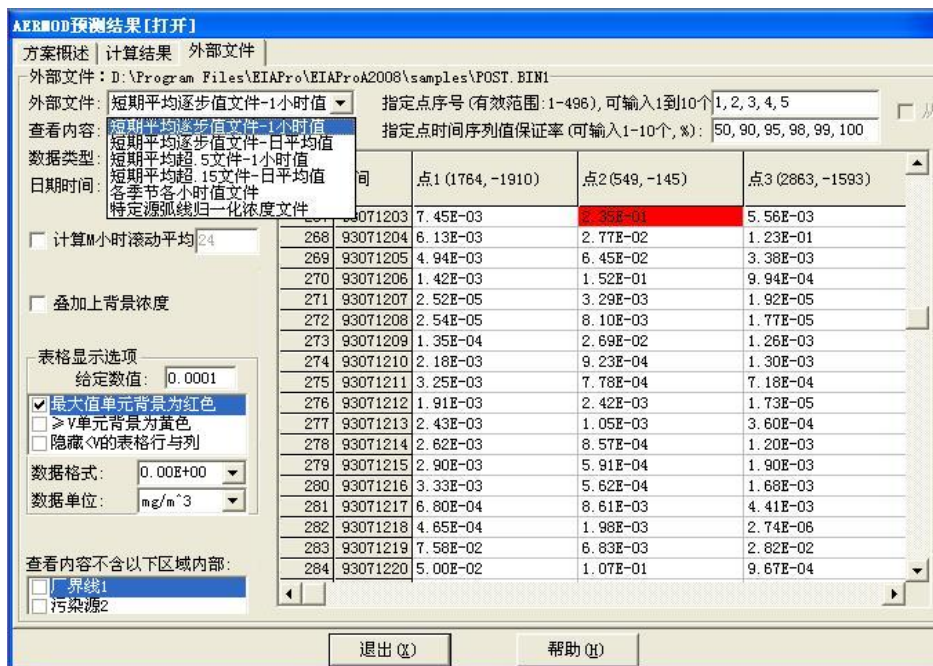 AERMOD预测结果[打开]
方案概述 计算结果 外部文件
外部文件：D:\Program Files\EIAPro\EIAProA2008\samples\POST.BIN1
外部文件: 短期平均逐步值文件-1小时值 指定点序号(有效范围:1-496),可输入1到10个 1,2,3,4,5
查看内容: 短期平均逐步值文件-1小时值 指定点时间序列值保证率(可输入1-10个,%): 50,90,95,98,99,100
短期平均逐步值文件-日平均值
数据类型: 短期平均超.5文件-1小时值
短期平均超.15文件-日平均值
日期时间: 各季节各小时值文件
特定源弧线归一化浓度文件
间 点1(1764,-1910) 点2(549,-145) 点3(2863,-1593)
93071203 7.45E-03 2.35E-01 5.56E-03
268 93071204 6.13E-03 2.77E-02 1.23E-01
269 93071205 4.94E-03 6.45E-02 3.38E-03
270 93071206 1.42E-03 1.52E-01 9.94E-04
271 93071207 2.52E-05 3.29E-03 1.92E-05
272 93071208 2.54E-05 8.10E-03 1.77E-05
273 93071209 1.35E-04 2.69E-02 1.26E-03
274 93071210 2.18E-03 9.23E-04 1.30E-03
275 93071211 3.25E-03 7.78E-04 7.18E-04
276 93071212 1.91E-03 2.42E-03 1.73E-05
277 93071213 2.43E-03 1.05E-03 3.60E-04
278 93071214 2.62E-03 8.57E-04 1.20E-03
279 93071215 2.90E-03 5.91E-04 1.90E-03
280 93071216 3.33E-03 5.62E-04 1.68E-03
281 93071217 6.80E-04 8.61E-03 4.41E-03
282 93071218 4.65E-04 1.98E-03 2.74E-06
283 93071219 7.58E-02 6.83E-03 2.82E-02
284 93071220 5.00E-02 1.07E-01 9.67E-04
计算M小时滚动平均 24
叠加上背景浓度
表格显示选项
给定数值: 0.0001
最大值单元背景为红色
≥V单元背景为黄色
隐藏<V的表格行与列
数据格式: 0.00E+00
数据单位: mg/m^3
查看内容不含以下区域内部:
厂界线1
污染源2
退出(X) 帮助(H)